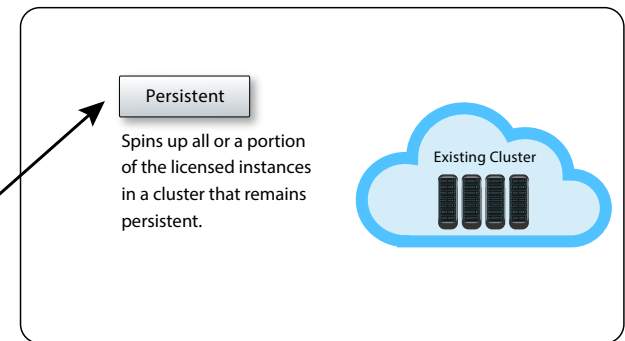 Persistent
Spins up all or a portion
of the licensed instances
in a cluster that remains
persistent.
Existing Cluster